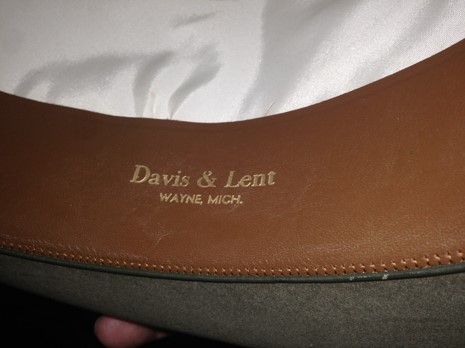 Davis & Lent
WAYNE, MICH.